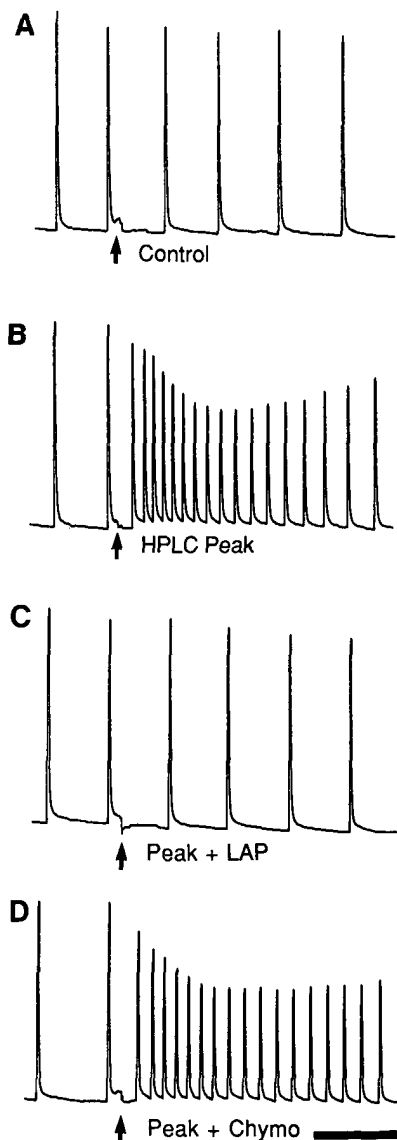 A
Control
B
HPLC Peak
C
Peak + LAP
D
Peak + Chymo